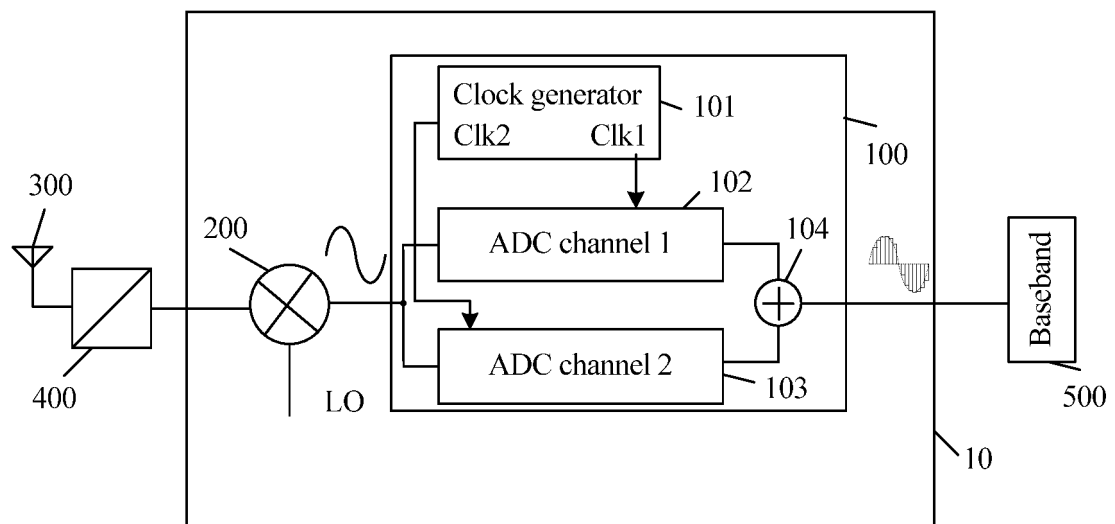 Clock generator
Clk2 Clk1
101
100
300
200
102
ADC channel 1
104
Baseband
ADC channel 2
103
400
LO
500
10